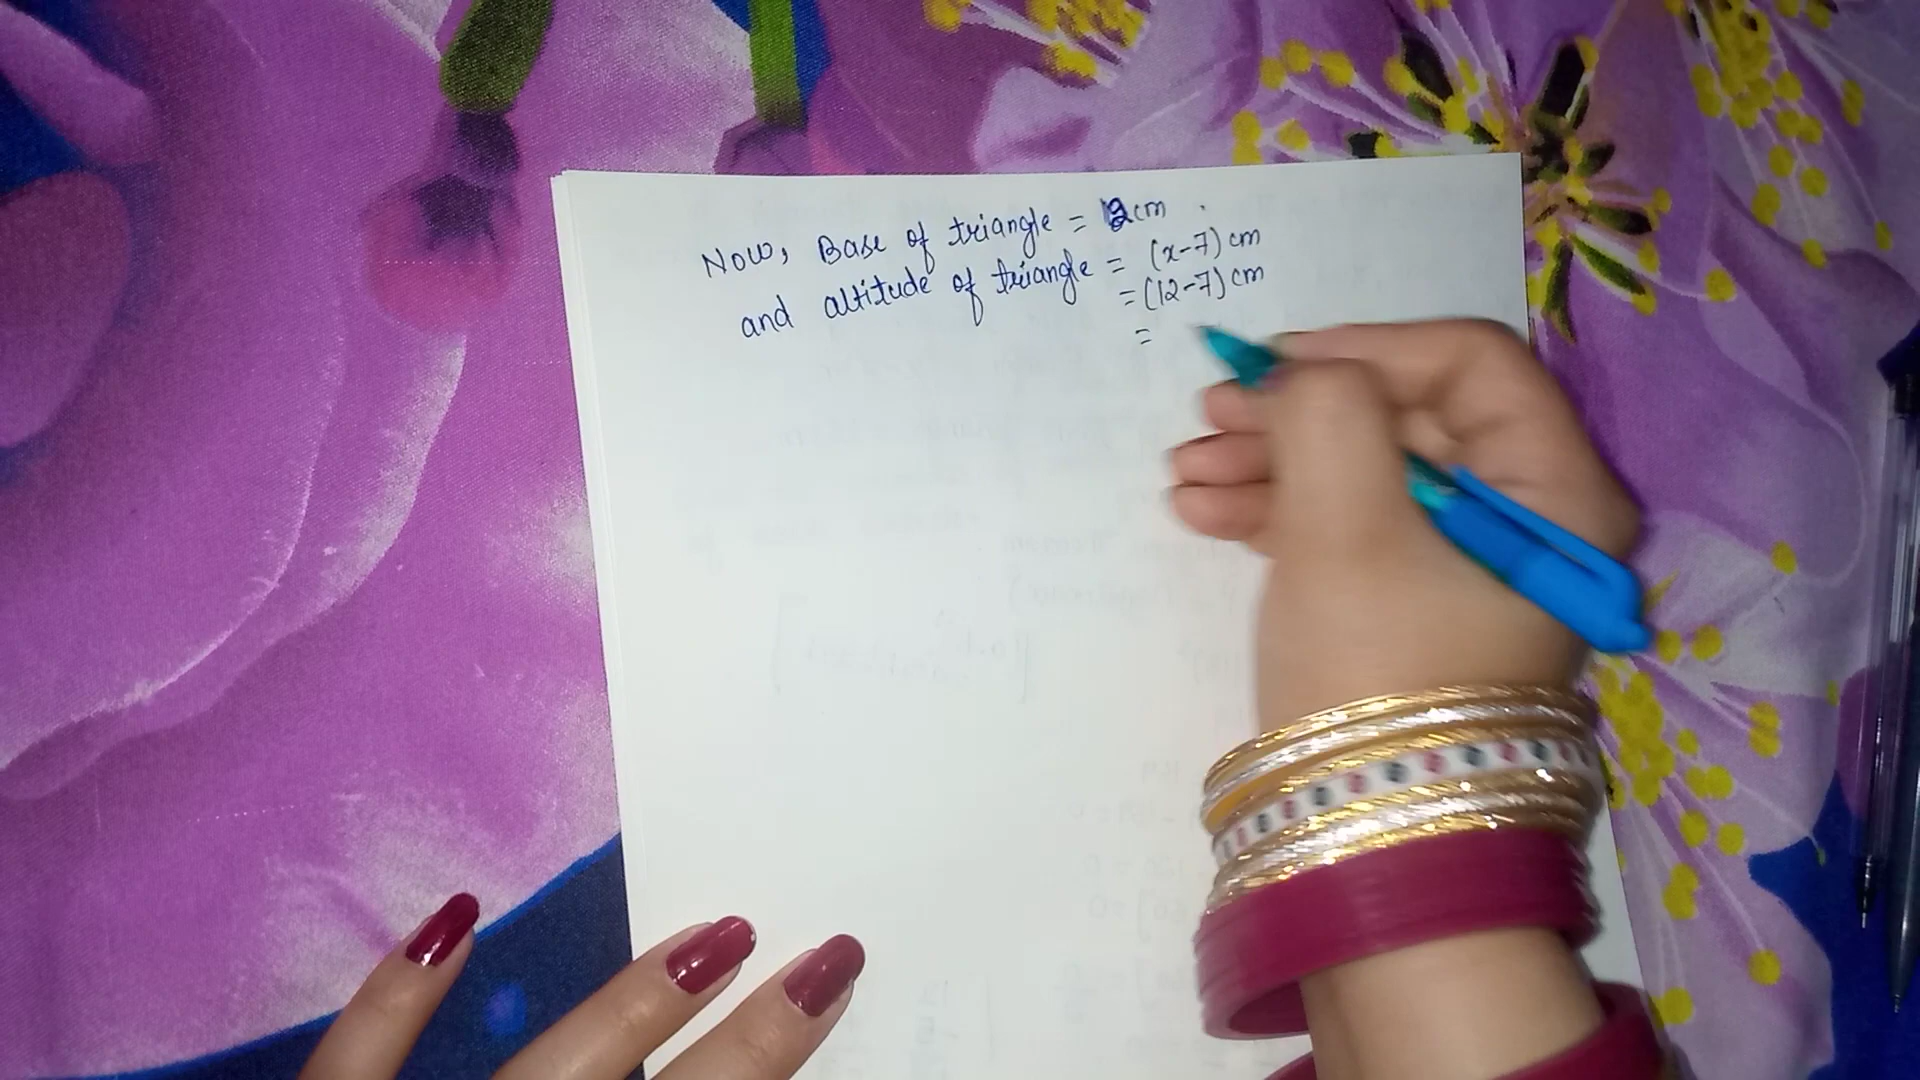 Now, Base of triangle = 12cm
and altitude of triangle = (x-7) cm
= (12-7) cm
=